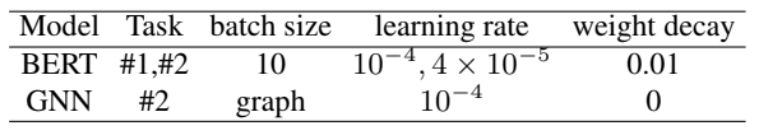 Model Task batch size learning rate weight decay
BERT #1,#2 10 10⁻⁴, 4 × 10⁻⁵ 0.01
GNN #2 graph 10⁻⁴ 0